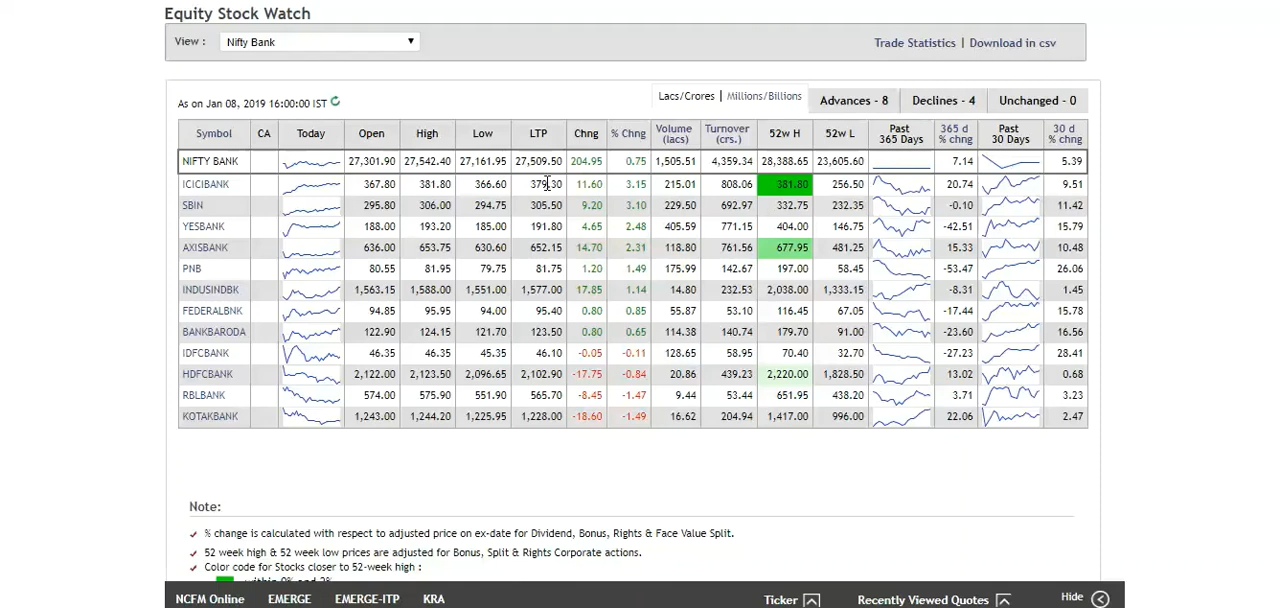 Equity Stock Watch
View : Nifty Bank
Trade Statistics | Download in csv
As on Jan 08, 2019 16:00:00 IST
Lacs/Crores | Millions/Billions Advances - 8 Declines - 4 Unchanged - 0
Symbol CA Today Open High Low LTP Chng % Chng Volume (lacs) Turnover (crs.) 52w H 52w L Past 365 Days 365 d % chng Past 30 Days 30 d % chng
NIFTY BANK 27,301.90 27,542.40 27,161.95 27,509.50 204.95 0.75 1,505.51 4,359.34 28,388.65 23,605.60 7.14 5.39
ICICIBANK 367.80 381.80 366.60 379.30 11.60 3.15 215.01 808.06 381.80 256.50 20.74 9.51
SBIN 295.80 306.00 294.75 305.50 9.20 3.10 229.50 692.97 332.75 232.35 -0.10 11.42
YESBANK 188.00 193.20 185.00 191.80 4.65 2.48 405.59 771.15 404.00 146.75 -42.51 15.79
AXISBANK 636.00 653.75 630.60 652.15 14.70 2.31 118.80 761.56 677.95 481.25 15.33 10.48
PNB 80.55 81.95 79.75 81.75 1.20 1.49 175.99 142.67 197.00 58.45 -53.47 26.06
INDUSINDBK 1,563.15 1,588.00 1,551.00 1,577.00 17.85 1.14 14.80 232.53 2,038.00 1,333.15 -8.31 1.45
FEDERALBNK 94.85 95.95 94.00 95.40 0.80 0.85 55.87 53.10 116.45 67.05 -17.44 15.78
BANKBARODA 122.90 124.15 121.70 123.50 0.80 0.65 114.38 140.74 179.70 91.00 -23.60 16.56
IDFCBANK 46.35 46.35 45.35 46.10 -0.05 -0.11 128.65 58.95 70.40 32.70 -27.23 28.41
HDFCBANK 2,122.00 2,123.50 2,096.65 2,102.90 -17.75 -0.84 20.86 439.23 2,220.00 1,828.50 13.02 0.68
RBLBANK 574.00 575.90 551.90 565.70 -8.45 -1.47 9.44 53.44 651.95 438.20 3.71 3.23
KOTAKBANK 1,243.00 1,244.20 1,225.95 1,228.00 -18.60 -1.49 16.62 204.94 1,417.00 996.00 22.06 2.47
Note:
% change is calculated with respect to adjusted price on ex-date for Dividend, Bonus, Rights & Face Value Split.
52 week high & 52 week low prices are adjusted for Bonus, Split & Rights Corporate actions.
Color code for Stocks closer to 52-week high :
NCFM Online EMERGE EMERGE-ITP KRA Ticker Recently Viewed Quotes Hide